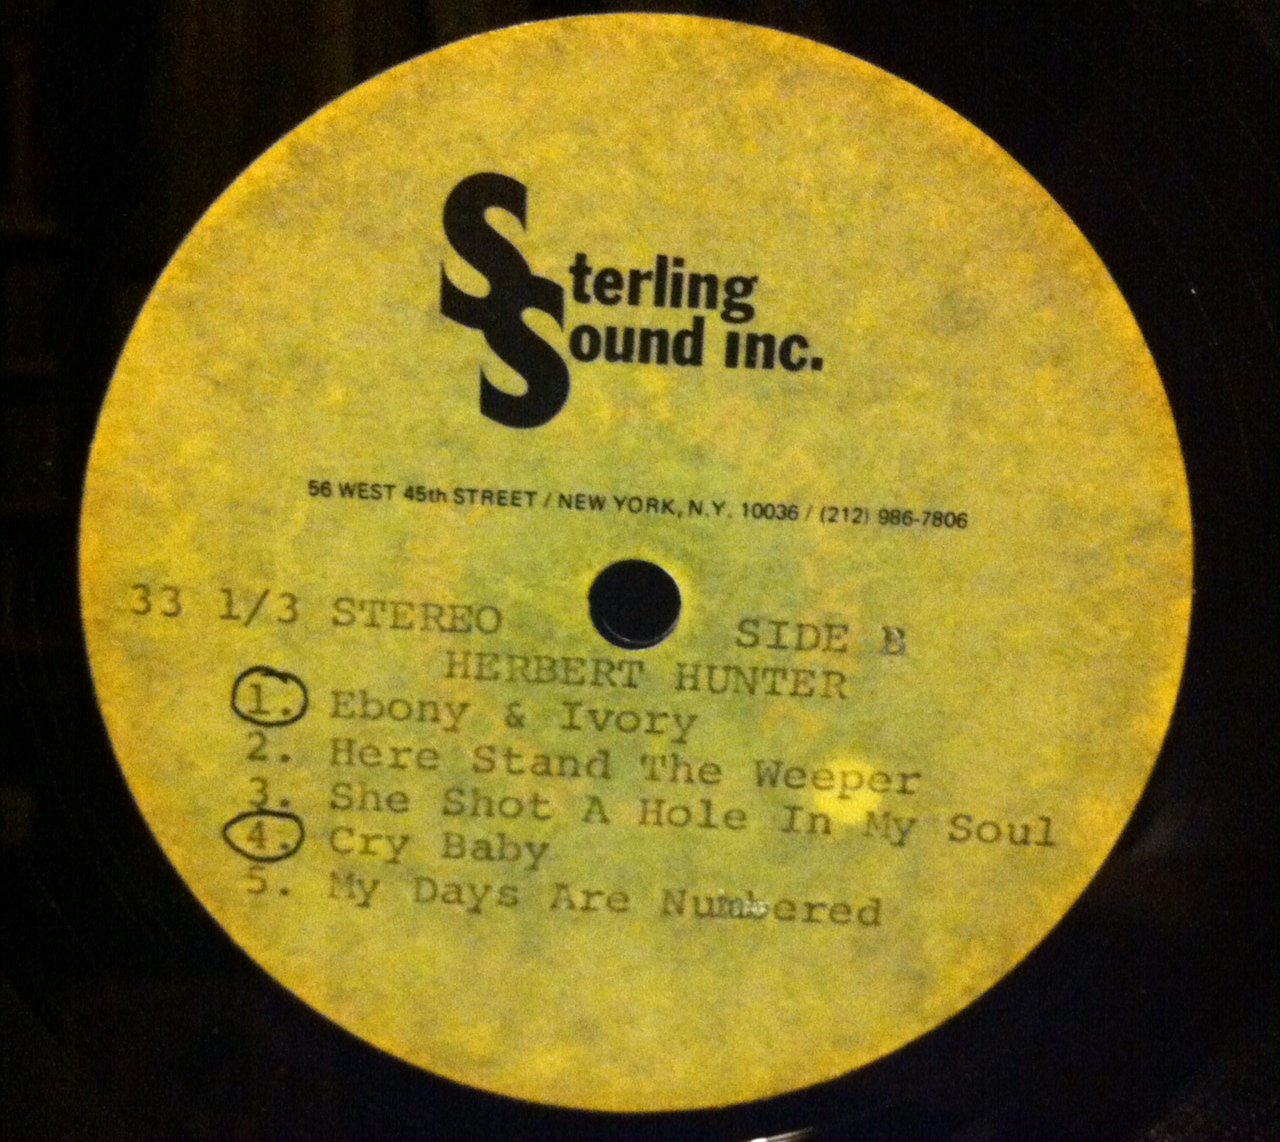 Sterling
Sound inc.
56 WEST 45th STREET / NEW YORK, N.Y. 10036 / (212) 986-7806
33 1/3 STEREO SIDE B
HERBERT HUNTER
1. Ebony & Ivory
2. Here Stand The Weeper
3. She Shot A Hole In My Soul
4. Cry Baby
5. My Days Are Numbered